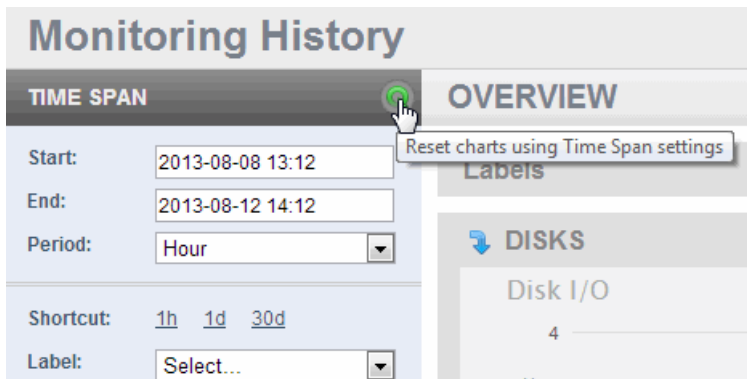 Monitoring History
TIME SPAN
OVERVIEW
Reset charts using Time Span settings
Start: 2013-08-08 13:12
Labels
End: 2013-08-12 14:12
Period: Hour
DISKS
Disk I/O
Shortcut: 1h 1d 30d
4
Label: Select...